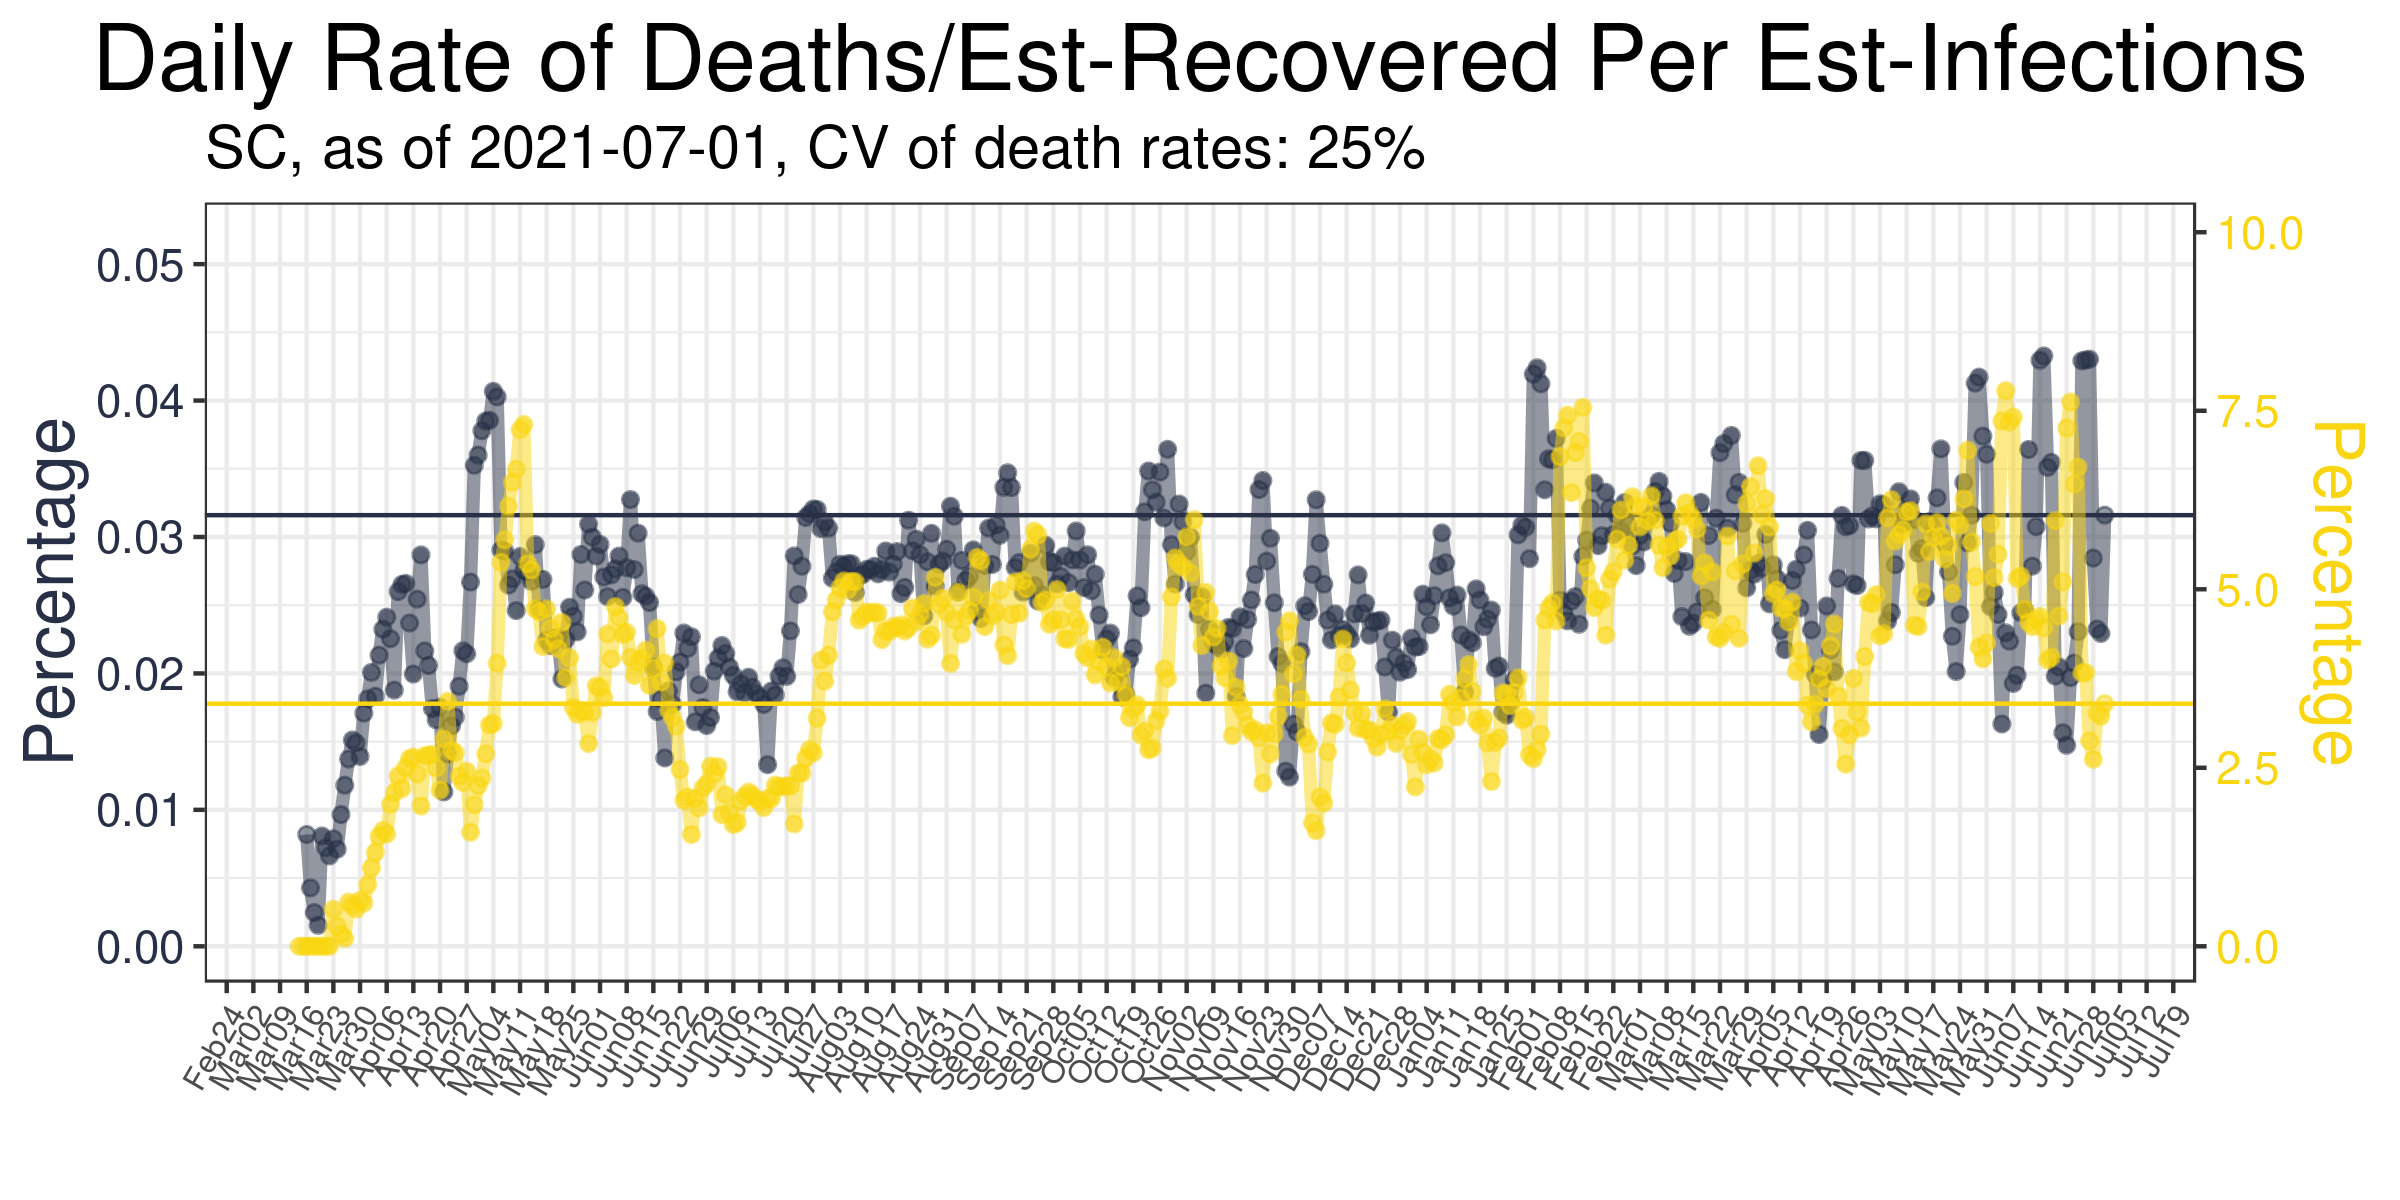 Daily Rate of Deaths/Est-Recovered Per Est-Infections
SC, as of 2021-07-01, CV of death rates: 25%
Percentage
0.05
0.04
0.03
0.02
0.01
0.00
10.0
7.5
5.0
2.5
0.0
Percentage
Feb24
Mar02
Mar09
Mar16
Mar23
Mar30
Apr06
Apr13
Apr20
Apr27
May04
May11
May18
May25
Jun01
Jun08
Jun15
Jun22
Jun29
Jul06
Jul13
Jul20
Jul27
Aug03
Aug10
Aug17
Aug24
Aug31
Sep07
Sep14
Sep21
Sep28
Oct05
Oct12
Oct19
Oct26
Nov02
Nov09
Nov16
Nov23
Nov30
Dec07
Dec14
Dec21
Dec28
Jan04
Jan11
Jan18
Jan25
Feb01
Feb08
Feb15
Feb22
Mar01
Mar08
Mar15
Mar22
Mar29
Apr05
Apr12
Apr19
Apr26
May03
May10
May17
May24
May31
Jun07
Jun14
Jun21
Jun28
Jul05
Jul12
Jul19